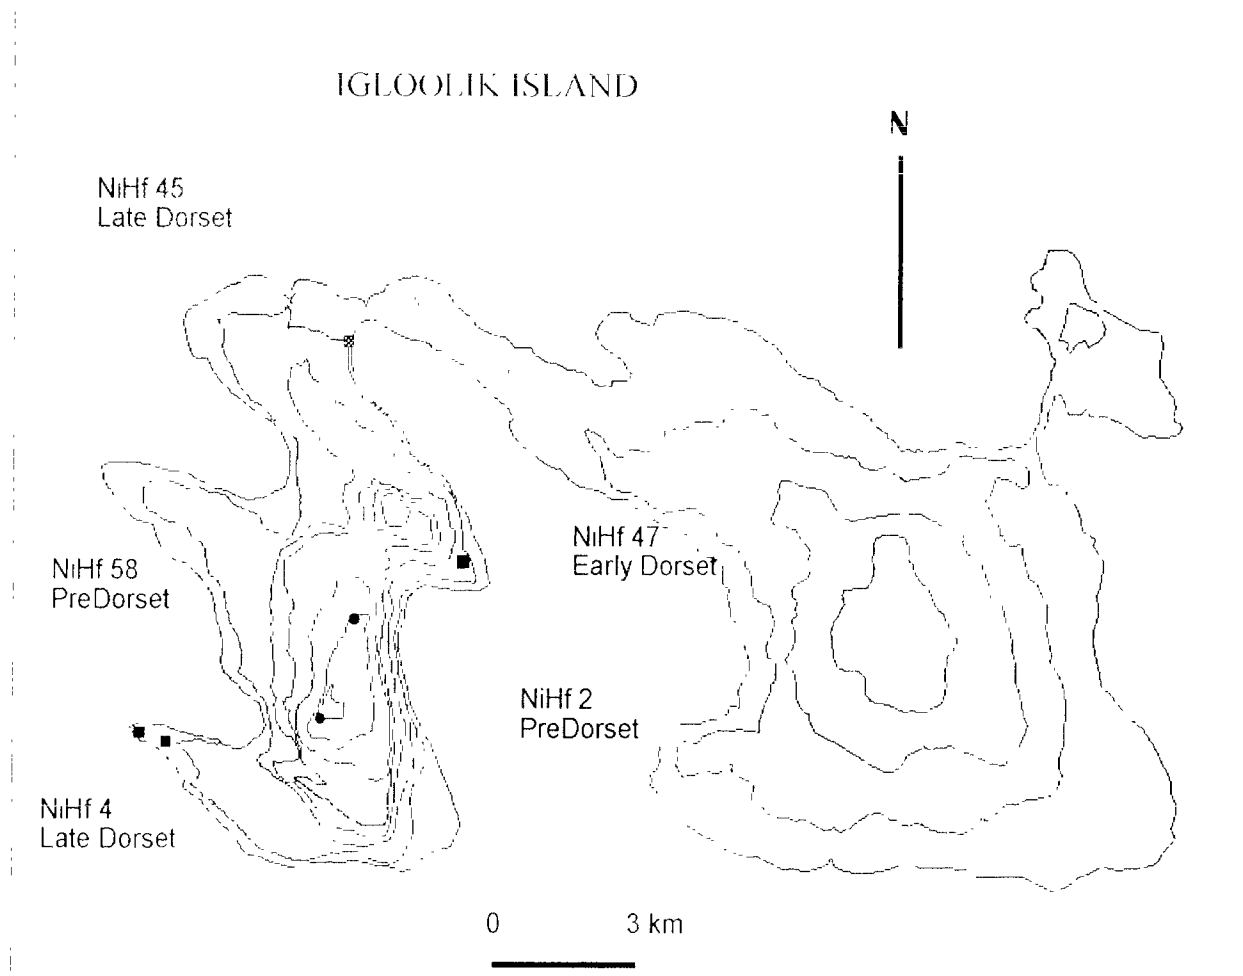 IGLOOLIK ISLAND
N
NiHf 45
Late Dorset
NiHf 47
Early Dorset
NiHf 58
PreDorset
NiHf 2
PreDorset
NiHf 4
Late Dorset
0 3 km